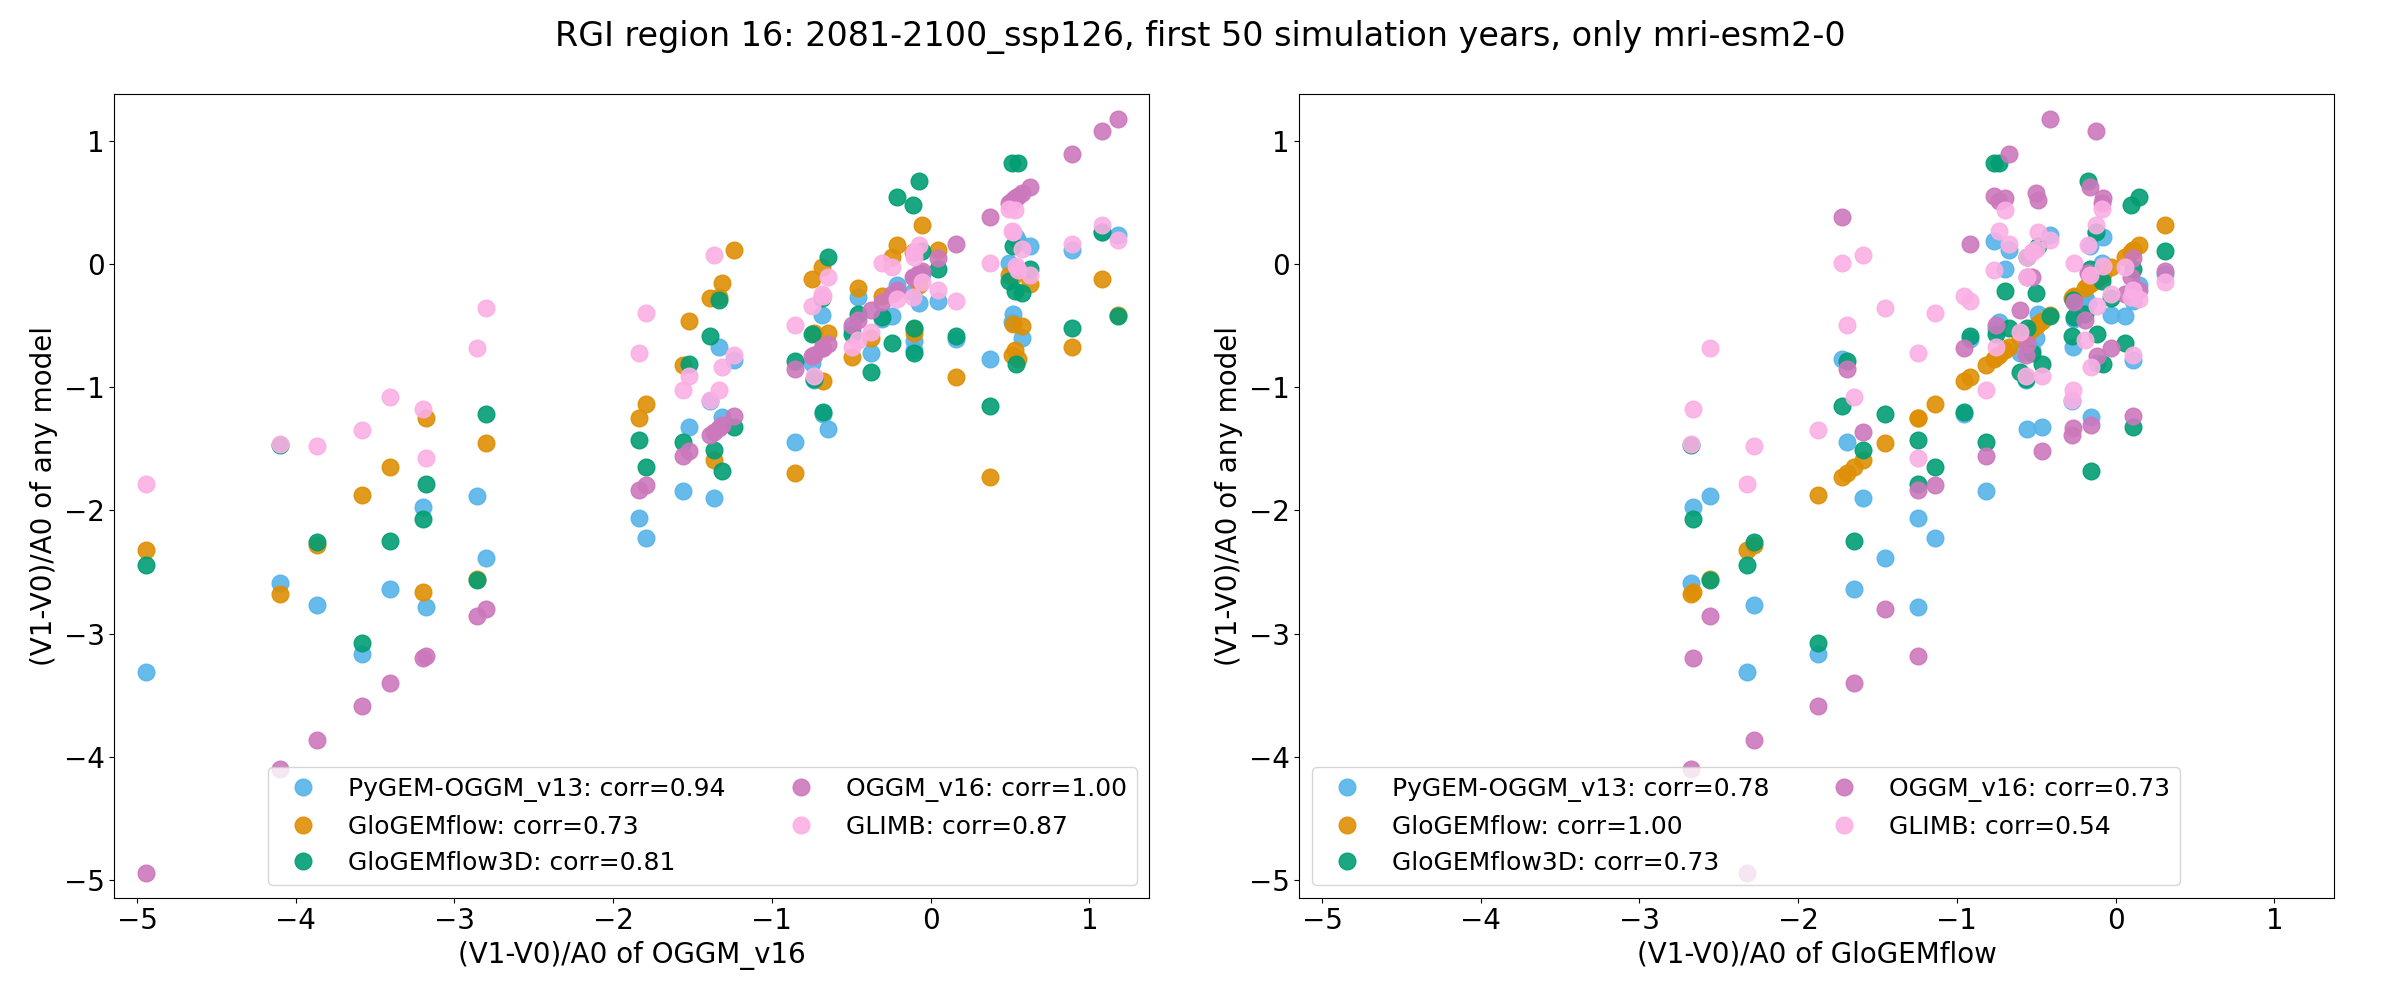 RGI region 16: 2081-2100_ssp126, first 50 simulation years, only mri-esm2-0
(V1-V0)/A0 of any model
1
0
−1
−2
−3
−4
−5
PyGEM-OGGM_v13: corr=0.94
GloGEMflow: corr=0.73
GloGEMflow3D: corr=0.81
OGGM_v16: corr=1.00
GLIMB: corr=0.87
−5 −4 −3 −2 −1 0 1
(V1-V0)/A0 of OGGM_v16
(V1-V0)/A0 of any model
1
0
−1
−2
−3
−4
−5
PyGEM-OGGM_v13: corr=0.78
GloGEMflow: corr=1.00
GloGEMflow3D: corr=0.73
OGGM_v16: corr=0.73
GLIMB: corr=0.54
−5 −4 −3 −2 −1 0 1
(V1-V0)/A0 of GloGEMflow